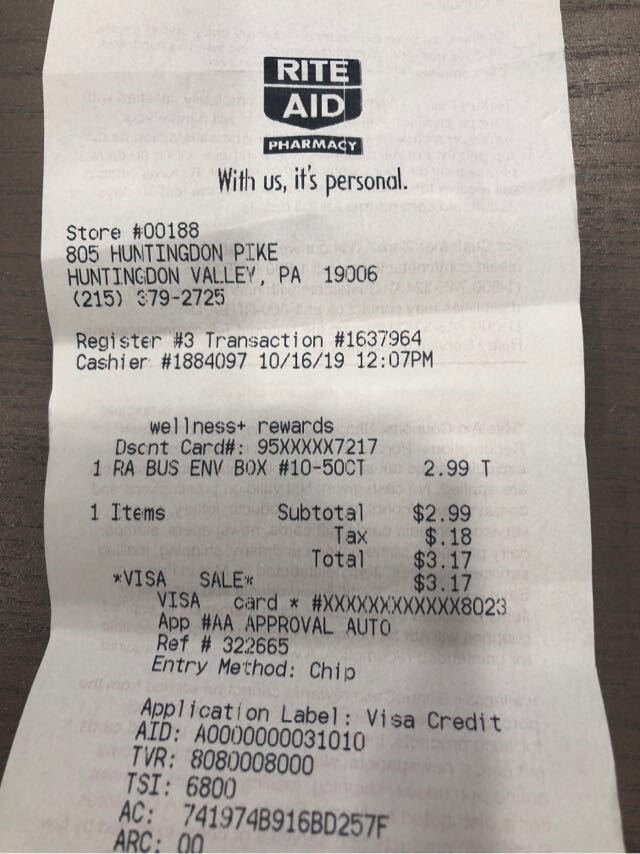 RITE
AID
PHARMACY
With us, it's personal.
Store #00188
805 HUNTINGDON PIKE
HUNTINGDON VALLEY, PA 19006
(215) 379-2725
Register #3 Transaction #1637964
Cashier #1884097 10/16/19 12:07PM
wellness+ rewards
Dscnt Card#: 95XXXXX7217
1 RA BUS ENV BOX #10-50CT 2.99 T
1 Items Subtotal $2.99
Tax $.18
Total $3.17
*VISA SALE* $3.17
VISA card * #XXXXXXXXXXXX8023
App #AA APPROVAL AUTO
Ref # 322665
Entry Method: Chip
Application Label: Visa Credit
AID: A0000000031010
TVR: 8080008000
TSI: 6800
AC: 741974B916BD257F
ARC: 00